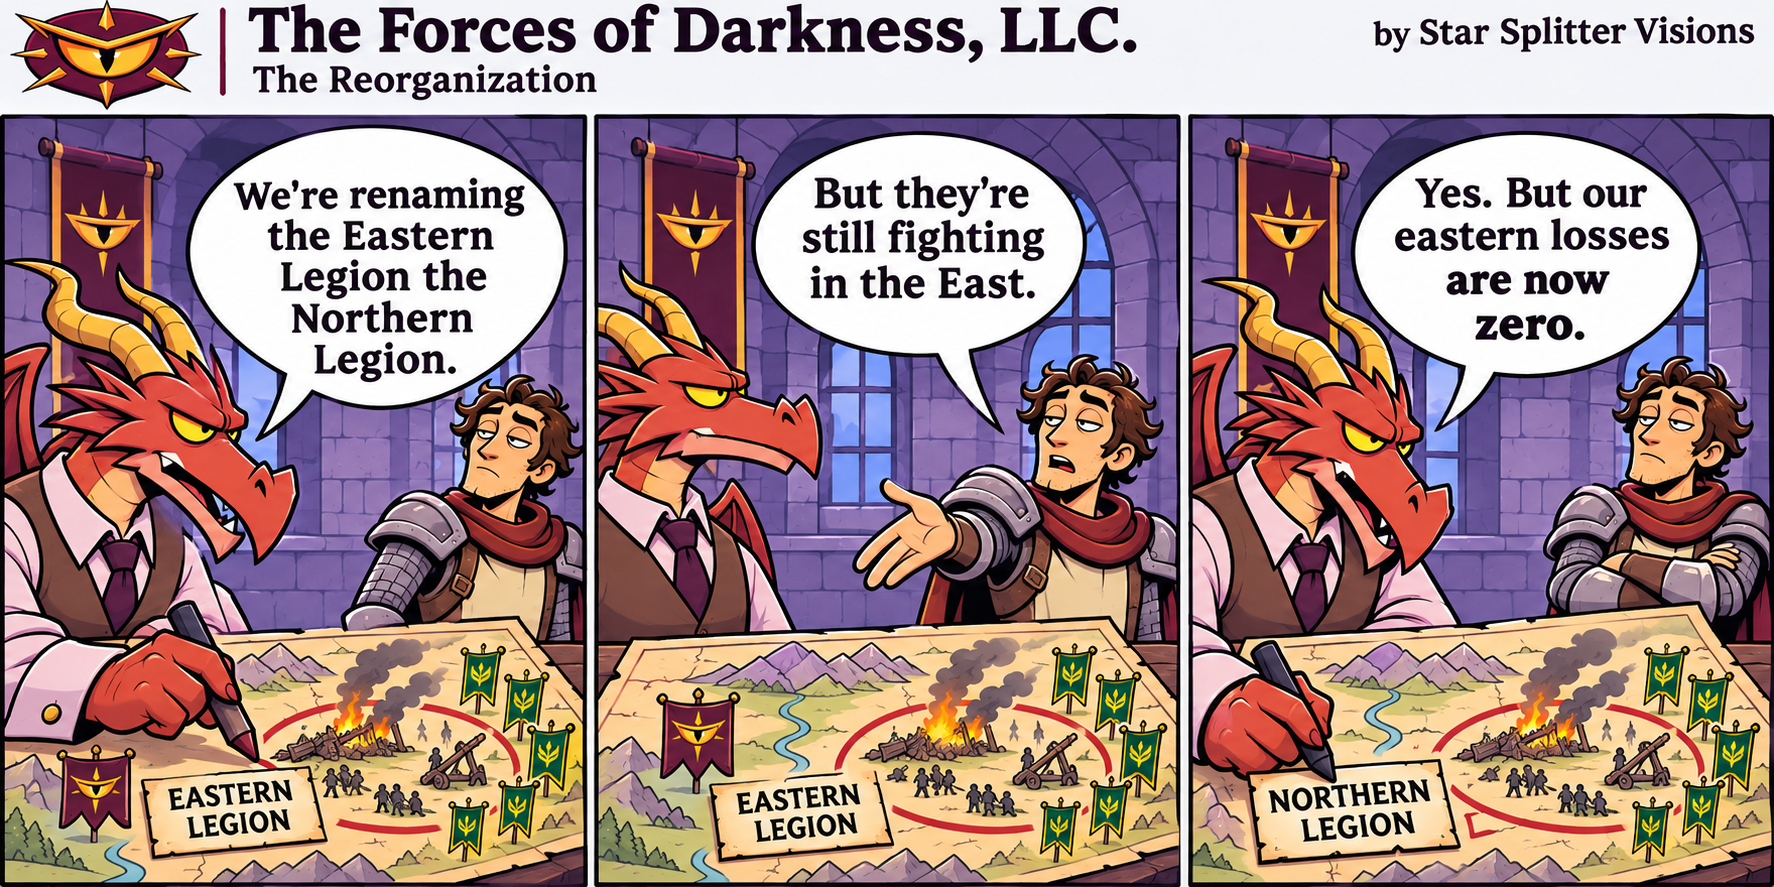 The Forces of Darkness, LLC.
The Reorganization
by Star Splitter Visions
We're renaming
the Eastern
Legion the
Northern
Legion.
EASTERN
LEGION
But they're
still fighting
in the East.
EASTERN
LEGION
Yes. But our
eastern losses
are now
zero.
NORTHERN
LEGION